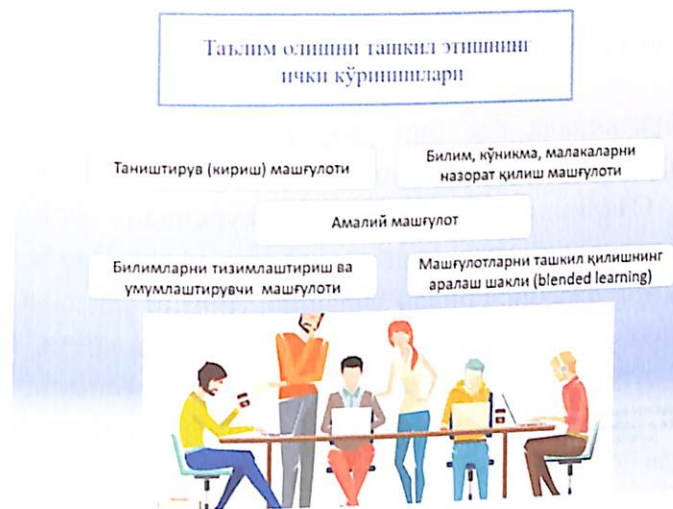 Таълим олишни ташкил этишнинг
ички кўринишлари
Таништирув (кириш) машғулоти
Билим, кўникма, малакаларни
назорат қилиш машғулоти
Амалий машғулот
Билимларни тизимлаштириш ва
умумлаштирувчи машғулоти
Машғулотларни ташкил қилишнинг
аралаш шакли (blended learning)